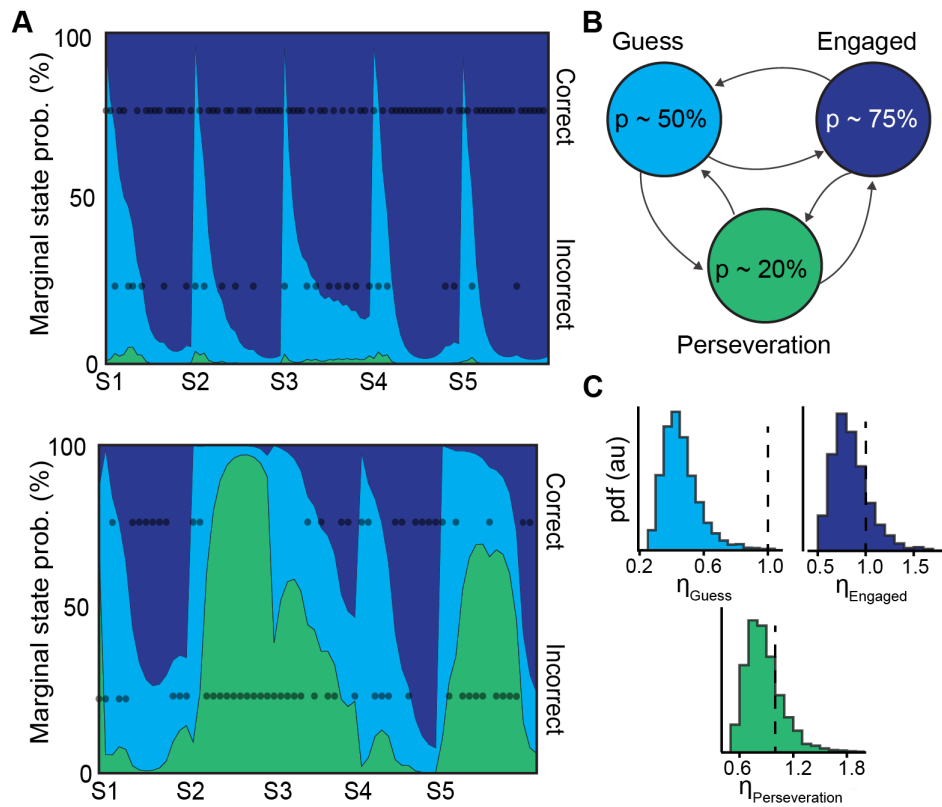 A
Marginal state prob. (%)
100
50
0
Correct
Incorrect
S1 S2 S3 S4 S5
Marginal state prob. (%)
100
50
0
Correct
Incorrect
S1 S2 S3 S4 S5
B
Guess Engaged
p ~ 50% p ~ 75%
p ~ 20%
Perseveration
C
pdf (au)
0.2 0.6 1.0
ηGuess
0.5 1.0 1.5
ηEngaged
0.6 1.2 1.8
ηPerseveration